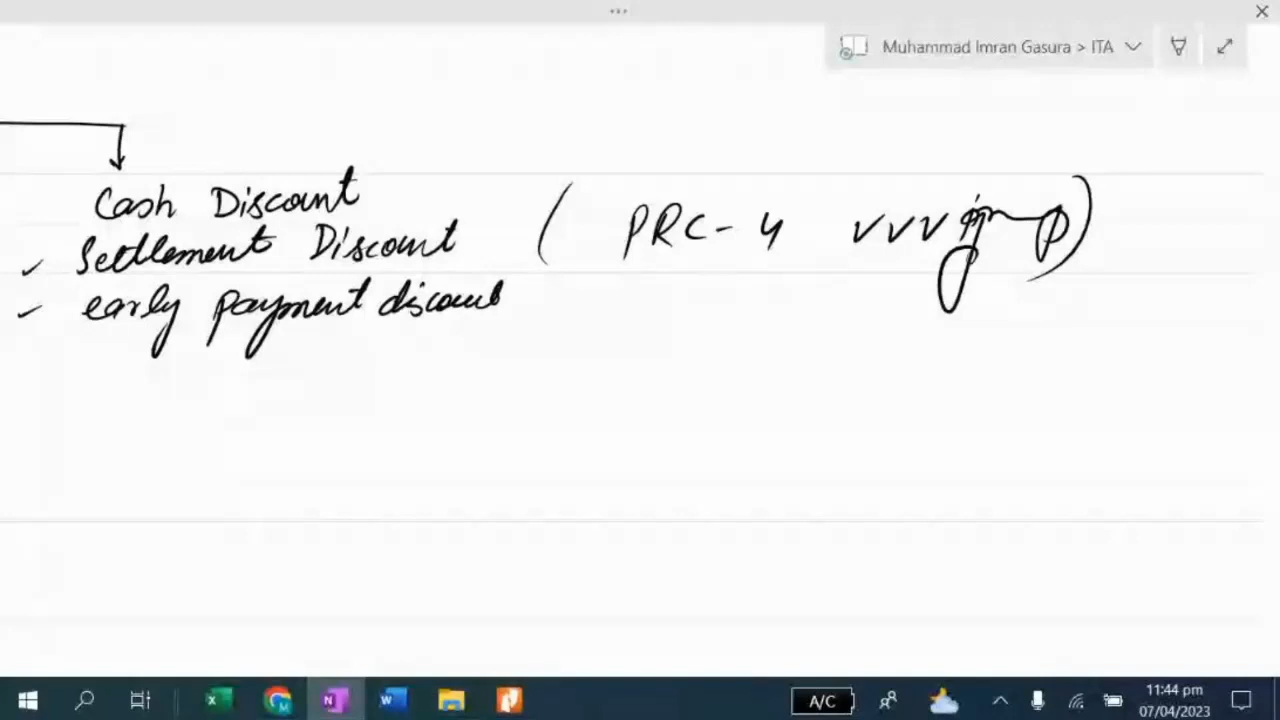 Muhammad Imran Gasura > ITA
Cash Discount
✓ Settlement Discount ( PRC-4 vvv imp)
✓ early payment discount
A/C
11:44 pm
07/04/2023